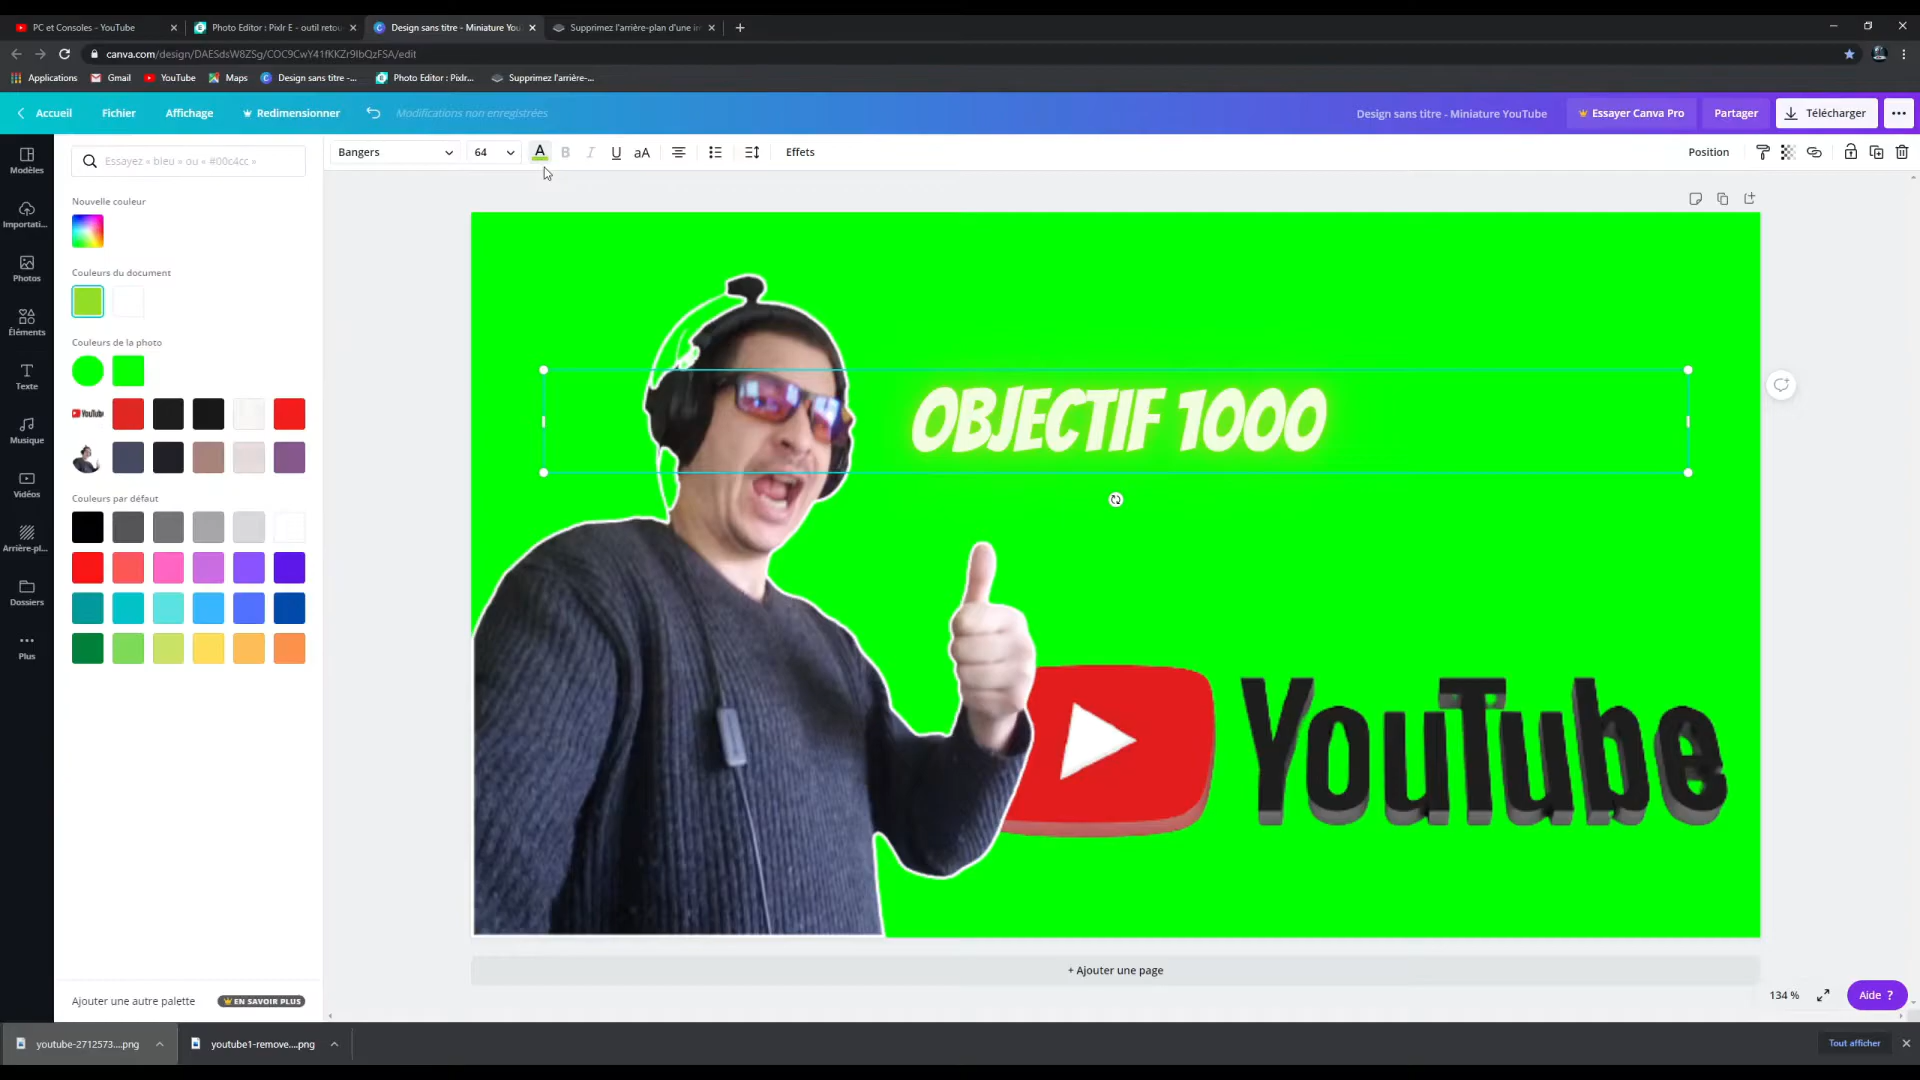 PC et Consoles - YouTube
Photo Editor : Pixlr E - outil reto
Design sans titre - Miniature You
Supprimez l'arrière-plan d'une im
canva.com/design/DAESdsW8ZSg/COC9CwY41fKKZr9IbQzFSA/edit
Applications
Gmail
YouTube
Maps
Design sans titre -...
Photo Editor : Pixlr...
Supprimez l'arrière-...
Accueil
Fichier
Affichage
Redimensionner
Modifications non enregistrées
Design sans titre - Miniature YouTube
Essayer Canva Pro
Partager
Télécharger
Modèles
Importati...
Photos
Éléments
Texte
Musique
Vidéos
Arrière-pl...
Dossiers
Plus
Essayez « bleu » ou « #00c4cc »
Nouvelle couleur
Couleurs du document
Couleurs de la photo
YouTube
Couleurs par défaut
Ajouter une autre palette
EN SAVOIR PLUS
Bangers
64
A
B
I
U
aA
Effets
Position
OBJECTIF 1000
YouTube
+ Ajouter une page
134 %
Aide ?
youtube-2712573....png
youtube1-remove....png
Tout afficher